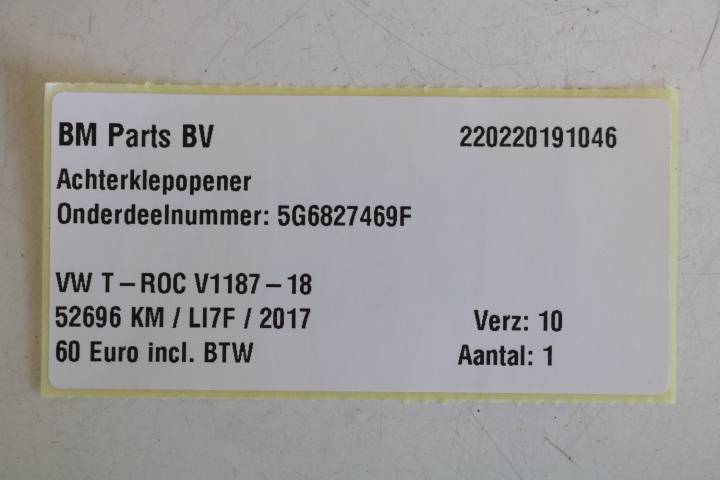 BM Parts BV 220220191046
Achterklepopener
Onderdeelnummer: 5G6827469F
VW T-ROC V1187-18
52696 KM / LI7F / 2017 Verz: 10
60 Euro incl. BTW Aantal: 1